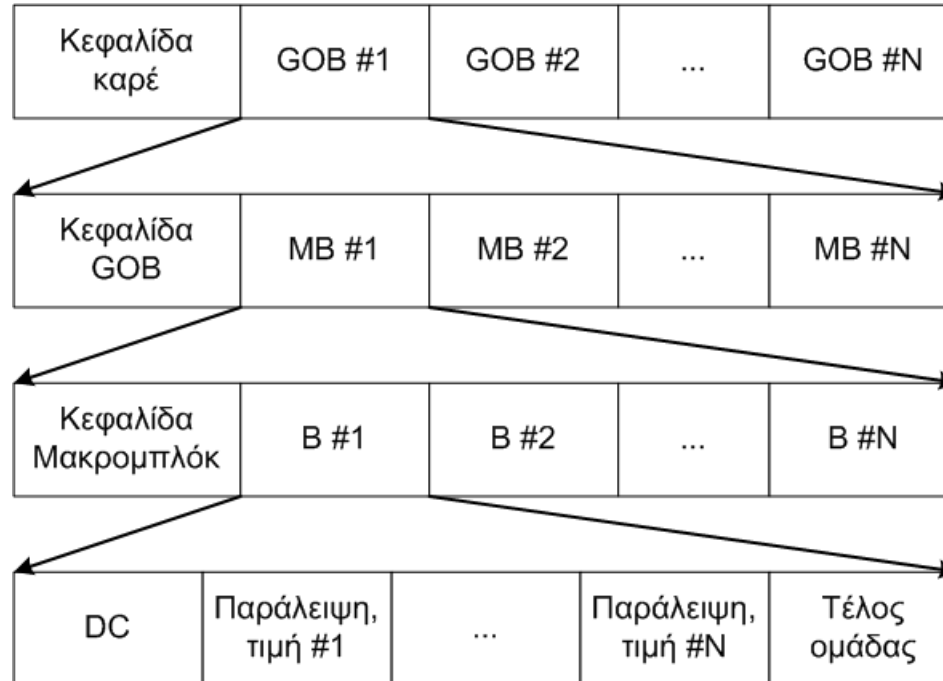 Κεφαλίδα
καρέ
GOB #1
GOB #2
...
GOB #N
Κεφαλίδα
GOB
MB #1
MB #2
...
MB #N
Κεφαλίδα
Μακρομπλόκ
B #1
B #2
...
B #N
DC
Παράλειψη,
τιμή #1
...
Παράλειψη,
τιμή #N
Τέλος
ομάδας